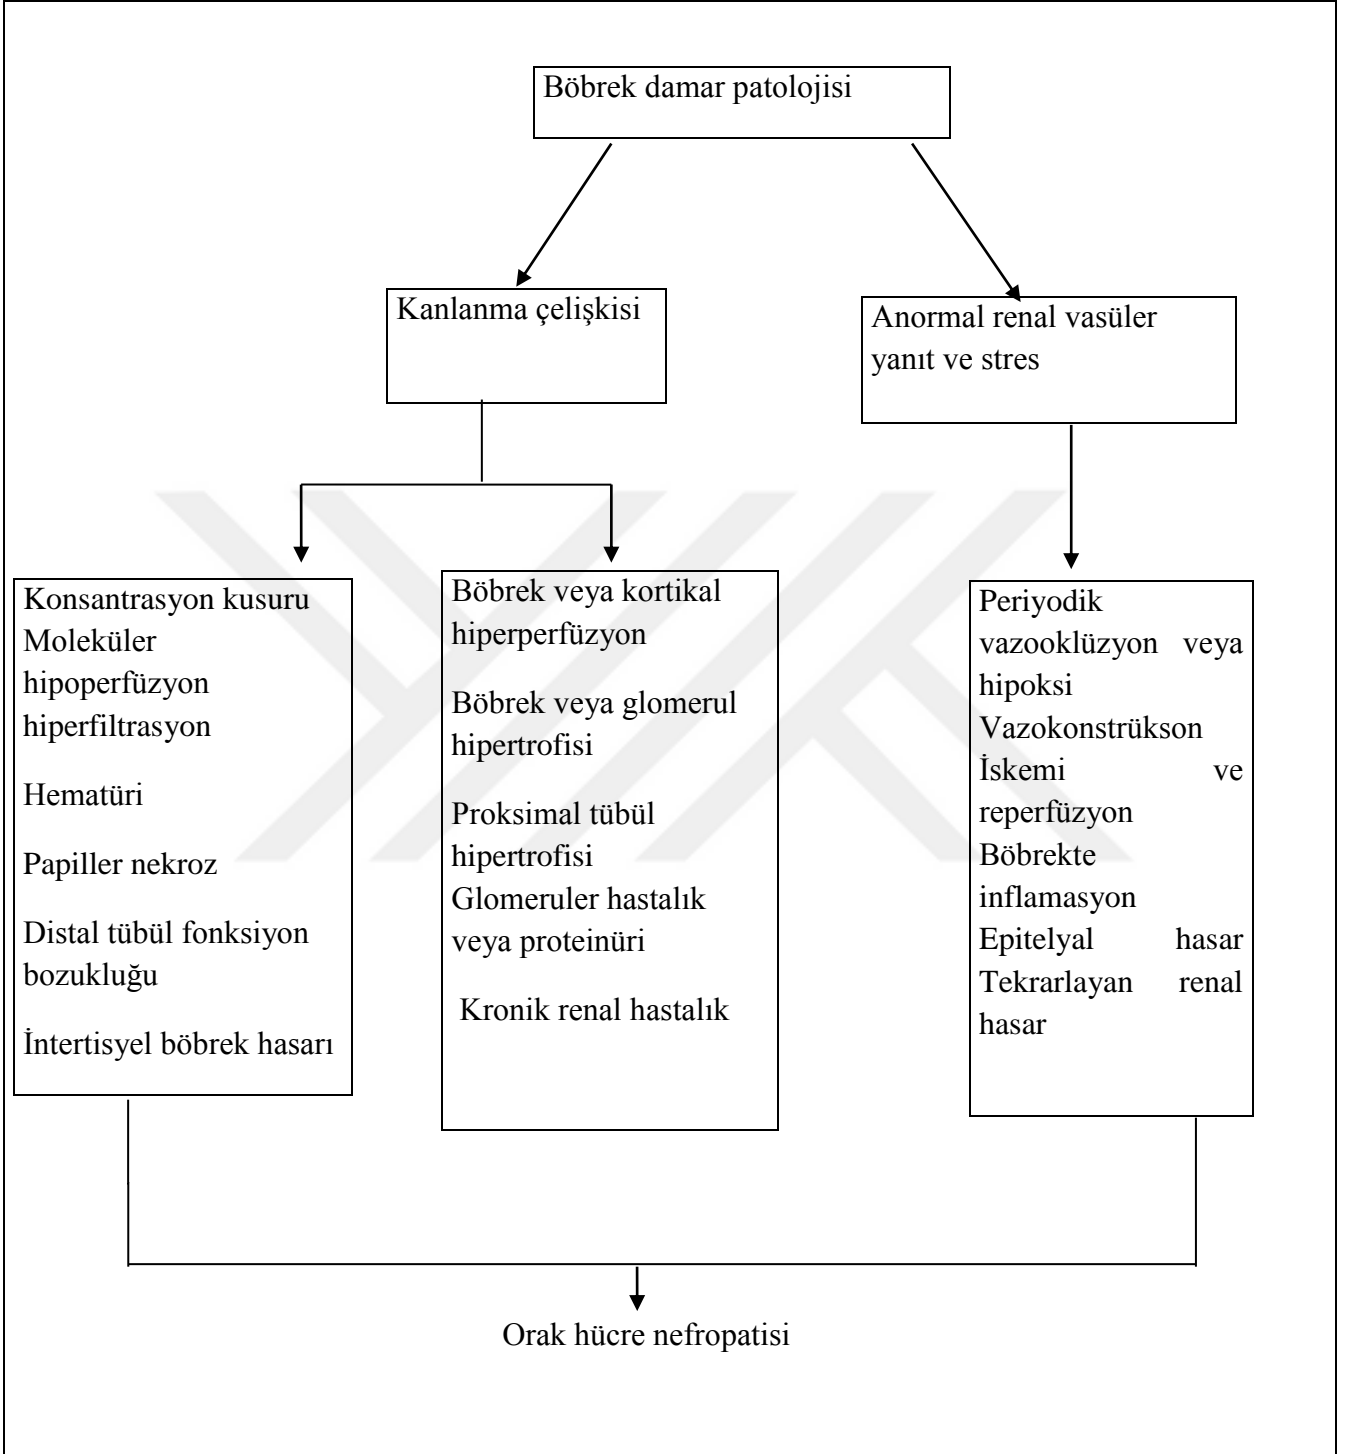 Böbrek damar patolojisi
Kanlanma çelişkisi
Anormal renal vasüler
yanıt ve stres
Konsantrasyon kusuru
Moleküler
hipoperfüzyon
hiperfiltrasyon
Hematüri
Papiller nekroz
Distal tübül fonksiyon
bozukluğu
İntertisyel böbrek hasarı
Böbrek veya kortikal
hiperperfüzyon
Böbrek veya glomerul
hipertrofisi
Proksimal tübül
hipertrofisi
Glomeruler hastalık
veya proteinüri
Kronik renal hastalık
Periyodik
vazooklüzyon veya
hipoksi
Vazokonstrükson
İskemi ve
reperfüzyon
Böbrekte
inflamasyon
Epitelyal hasar
Tekrarlayan renal
hasar
Orak hücre nefropatisi